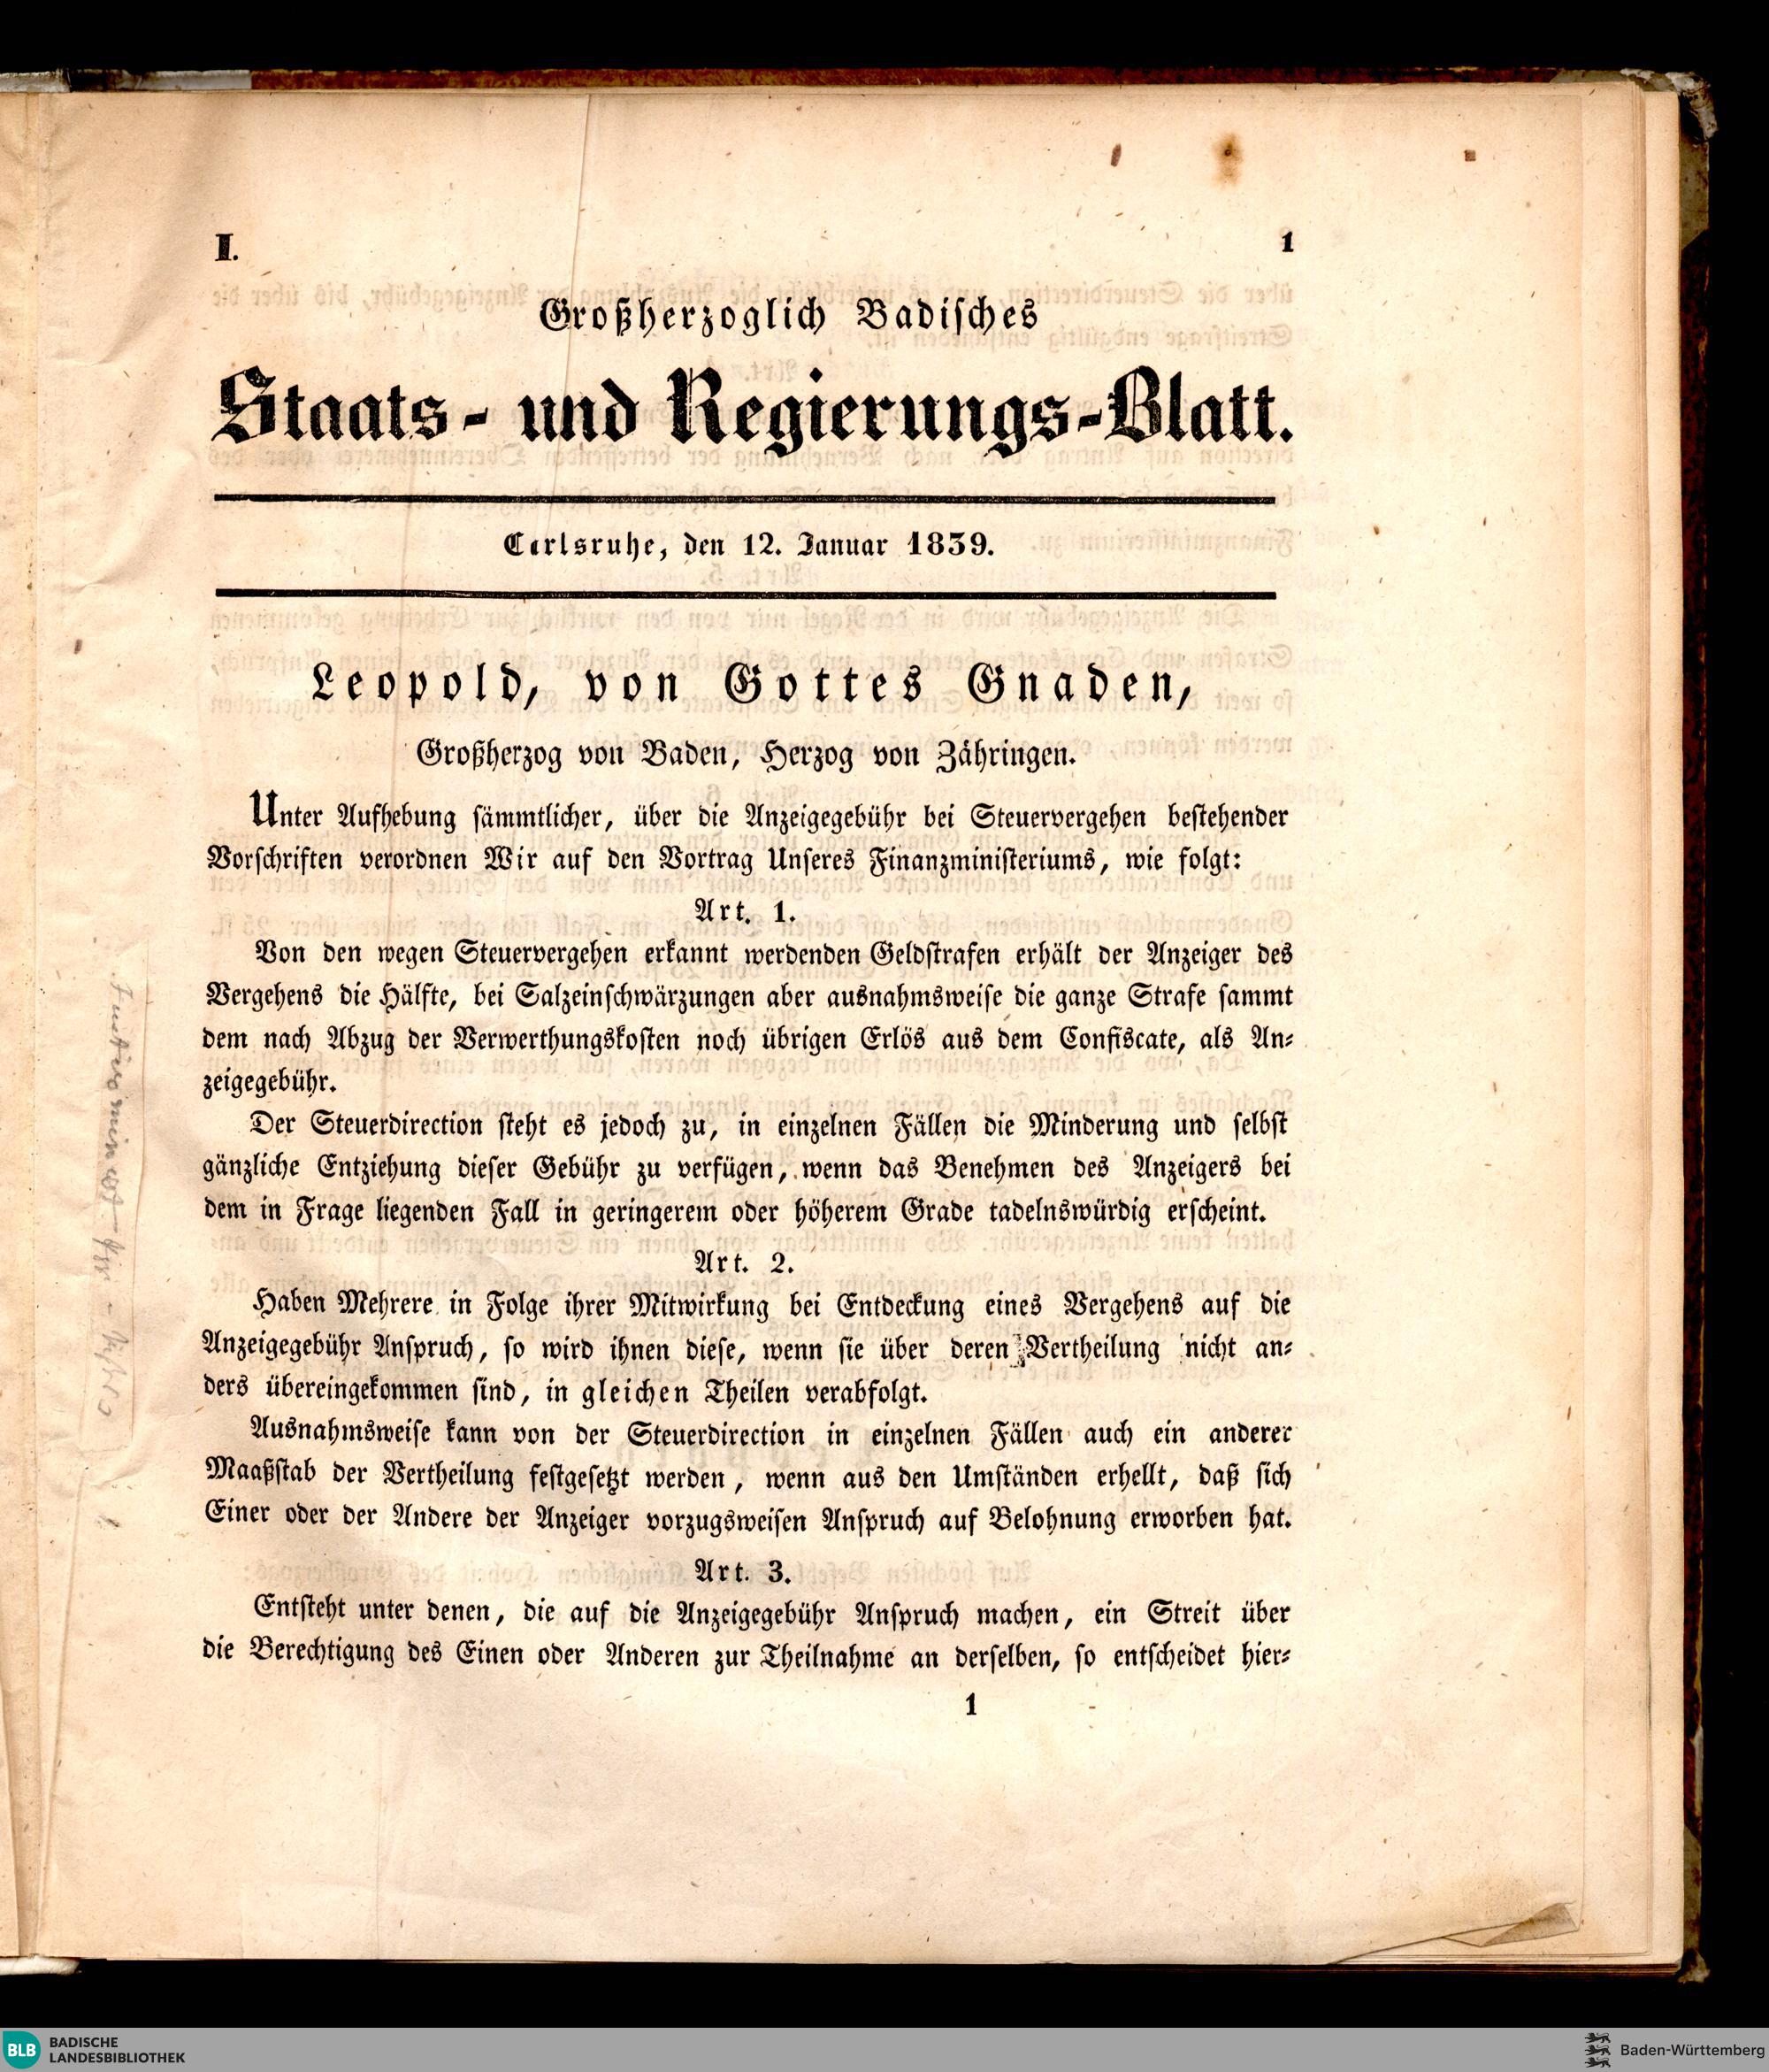 I.
1
Großherzoglich Badisches
Staats- und Regierungs-Blatt.
Carlsruhe, den 12. Januar 1839.
Leopold, von Gottes Gnaden,
Großherzog von Baden, Herzog von Zähringen.
Unter Aufhebung sämmtlicher, über die Anzeigegebühr bei Steuervergehen bestehender
Vorschriften verordnen Wir auf den Vortrag Unseres Finanzministeriums, wie folgt:
Art. 1.
Von den wegen Steuervergehen erkannt werdenden Geldstrafen erhält der Anzeiger des
Vergehens die Hälfte, bei Salzeinschwärzungen aber ausnahmsweise die ganze Strafe sammt
dem nach Abzug der Verwerthungskosten noch übrigen Erlös aus dem Confiscate, als An-
zeigegebühr.
Der Steuerdirection steht es jedoch zu, in einzelnen Fällen die Minderung und selbst
gänzliche Entziehung dieser Gebühr zu verfügen, wenn das Benehmen des Anzeigers bei
dem in Frage liegenden Fall in geringerem oder höherem Grade tadelnswürdig erscheint.
Art. 2.
Haben Mehrere in Folge ihrer Mitwirkung bei Entdeckung eines Vergehens auf die
Anzeigegebühr Anspruch, so wird ihnen diese, wenn sie über deren Vertheilung nicht an-
ders übereingekommen sind, in gleichen Theilen verabfolgt.
Ausnahmsweise kann von der Steuerdirection in einzelnen Fällen auch ein anderer
Maaßstab der Vertheilung festgesetzt werden, wenn aus den Umständen erhellt, daß sich
Einer oder der Andere der Anzeiger vorzugsweisen Anspruch auf Belohnung erworben hat.
Art. 3.
Entsteht unter denen, die auf die Anzeigegebühr Anspruch machen, ein Streit über
die Berechtigung des Einen oder Anderen zur Theilnahme an derselben, so entscheidet hier-
1
BLB BADISCHE
LANDESBIBLIOTHEK
Baden-Württemberg